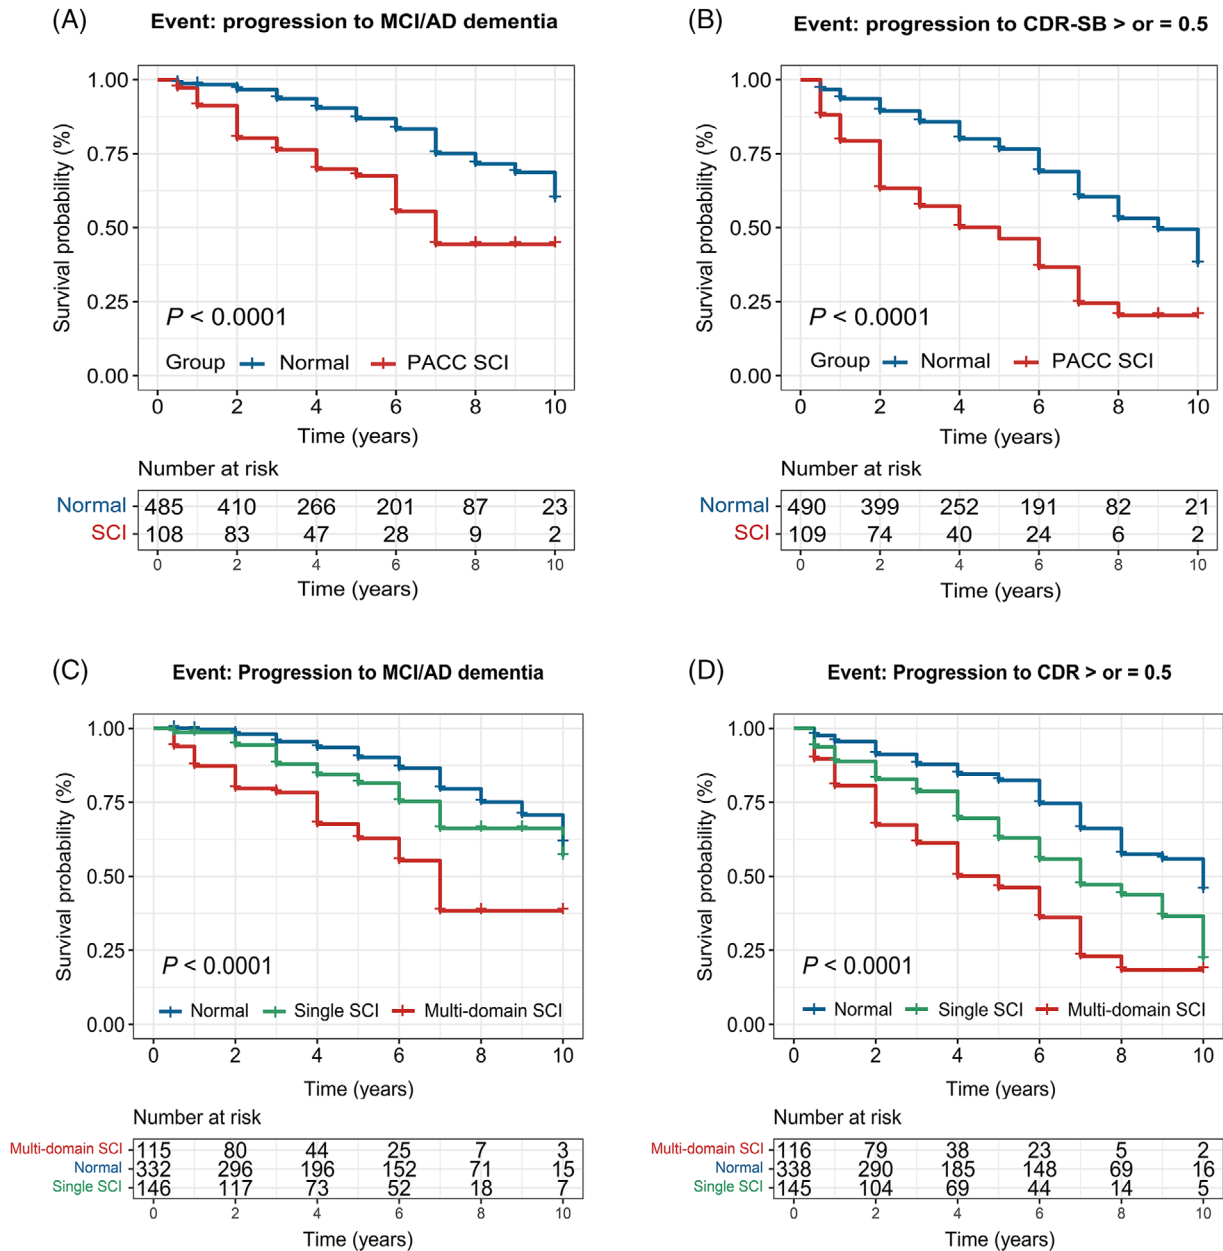 (A)
Event: progression to MCI/AD dementia
Survival probability (%)
1.00
0.75
0.50
0.25
0.00
P < 0.0001
Group Normal PACC SCI
0 2 4 6 8 10
Time (years)
Number at risk
Normal 485 410 266 201 87 23
SCI 108 83 47 28 9 2
0 2 4 6 8 10
Time (years)
(B)
Event: progression to CDR-SB > or = 0.5
Survival probability (%)
1.00
0.75
0.50
0.25
0.00
P < 0.0001
Group Normal PACC SCI
0 2 4 6 8 10
Time (years)
Number at risk
Normal 490 399 252 191 82 21
SCI 109 74 40 24 6 2
0 2 4 6 8 10
Time (years)
(C)
Event: Progression to MCI/AD dementia
Survival probability (%)
1.00
0.75
0.50
0.25
0.00
P < 0.0001
Normal Single SCI Multi-domain SCI
0 2 4 6 8 10
Time (years)
Number at risk
Multi-domain SCI 115 80 44 25 7 3
Normal 332 296 196 152 71 15
Single SCI 146 117 73 52 18 7
0 2 4 6 8 10
Time (years)
(D)
Event: Progression to CDR > or = 0.5
Survival probability (%)
1.00
0.75
0.50
0.25
0.00
P < 0.0001
Normal Single SCI Multi-domain SCI
0 2 4 6 8 10
Time (years)
Number at risk
Multi-domain SCI 116 79 38 23 5 2
Normal 338 290 185 148 69 16
Single SCI 145 104 69 44 14 5
0 2 4 6 8 10
Time (years)